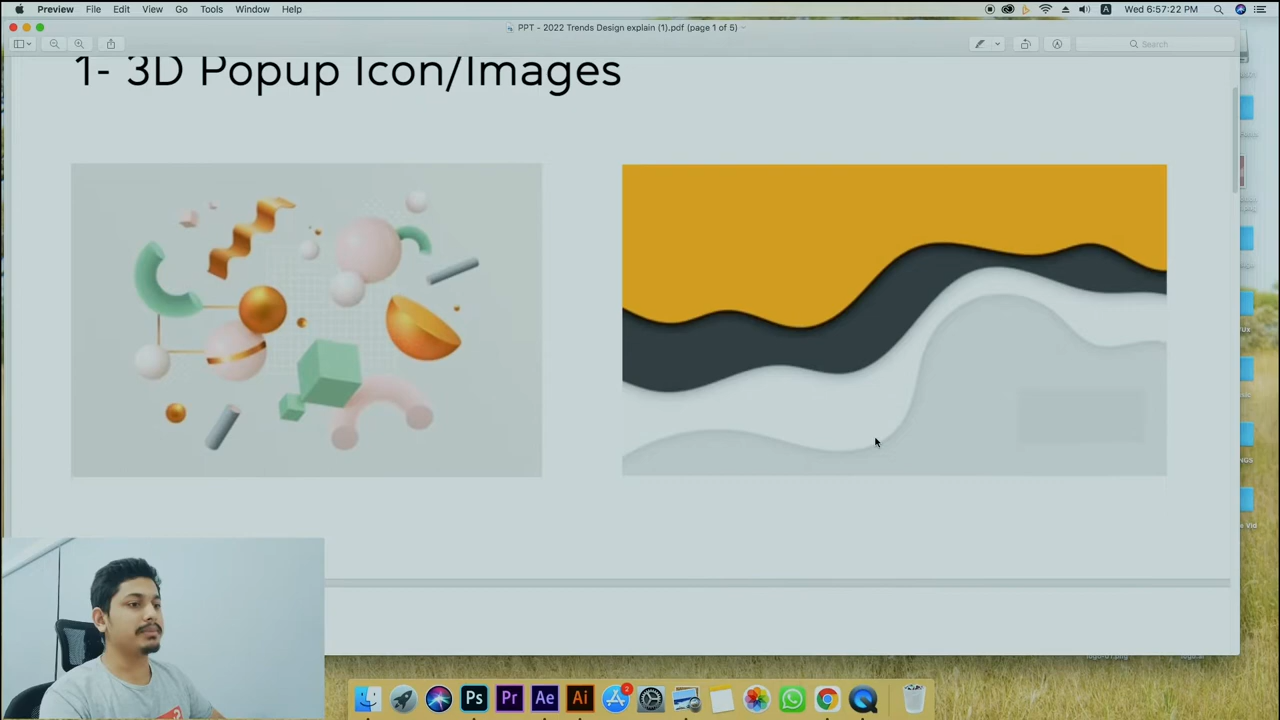 Preview File Edit View Go Tools Window Help
A Wed 6:57:22 PM
PPT - 2022 Trends Design explain (1).pdf (page 1 of 5)
Search
1- 3D Popup Icon/Images
Ps Pr Ae Ai 2